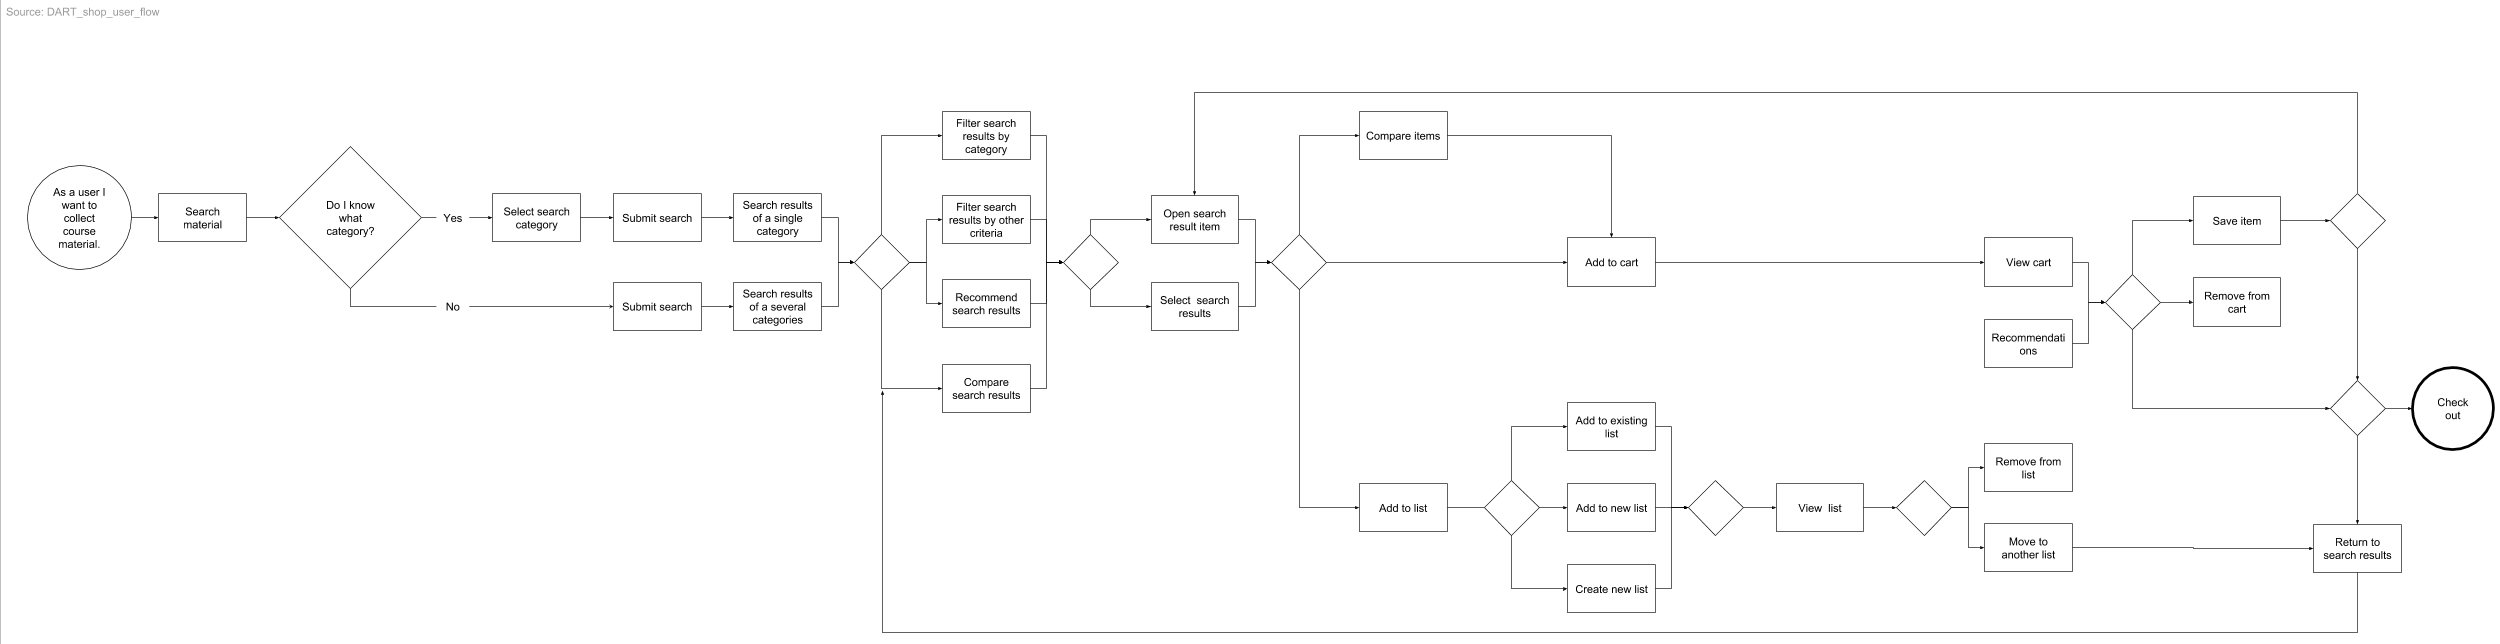 Source: DART_shop_user_flow
As a user I
want to
collect
course
material.
Search
material
Do I know
what
category?
Yes
No
Select search
category
Submit search
Search results
of a single
category
Submit search
Search results
of a several
categories
Filter search
results by
category
Filter search
results by other
criteria
Recommend
search results
Compare
search results
Open search
result item
Select  search
results
Compare items
Add to cart
Add to list
Add to existing
list
Add to new list
Create new list
View  list
View cart
Recommendati
ons
Remove from
list
Move to
another list
Save item
Remove from
cart
Return to
search results
Check
out